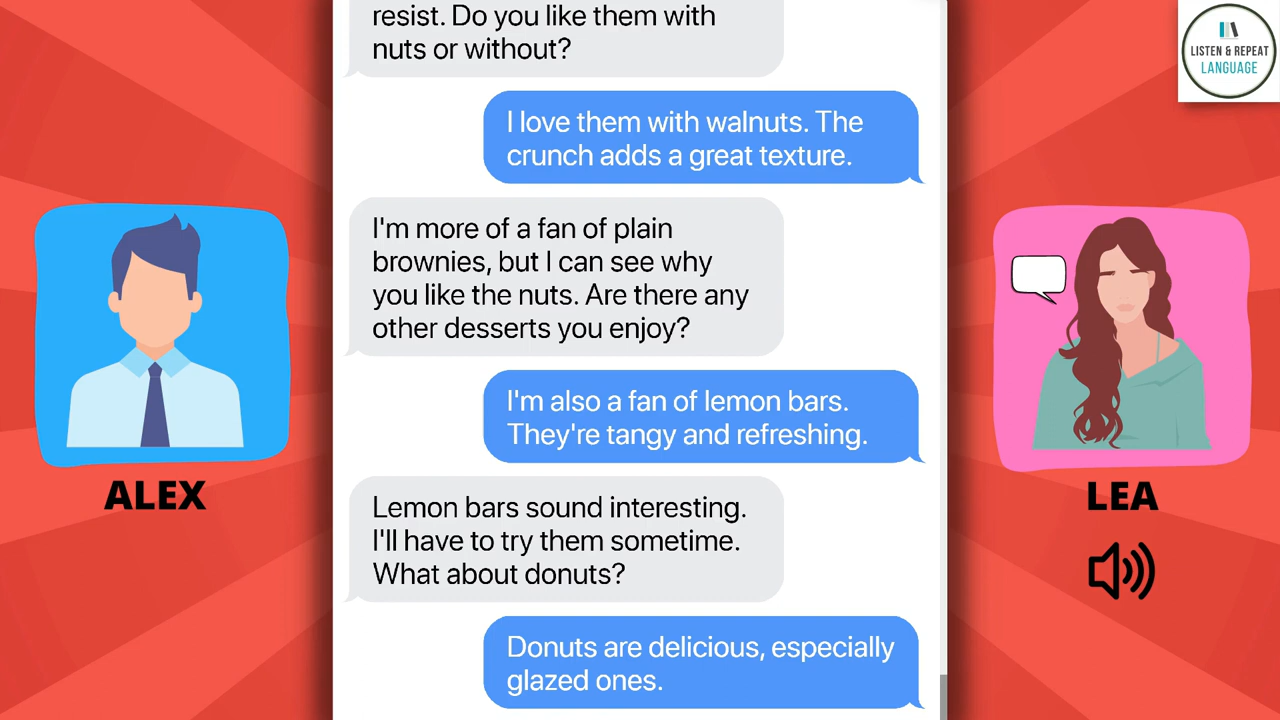 resist. Do you like them with
nuts or without?
I love them with walnuts. The
crunch adds a great texture.
I'm more of a fan of plain
brownies, but I can see why
you like the nuts. Are there any
other desserts you enjoy?
I'm also a fan of lemon bars.
They're tangy and refreshing.
Lemon bars sound interesting.
I'll have to try them sometime.
What about donuts?
Donuts are delicious, especially
glazed ones.
ALEX
LEA
LISTEN & REPEAT
LANGUAGE